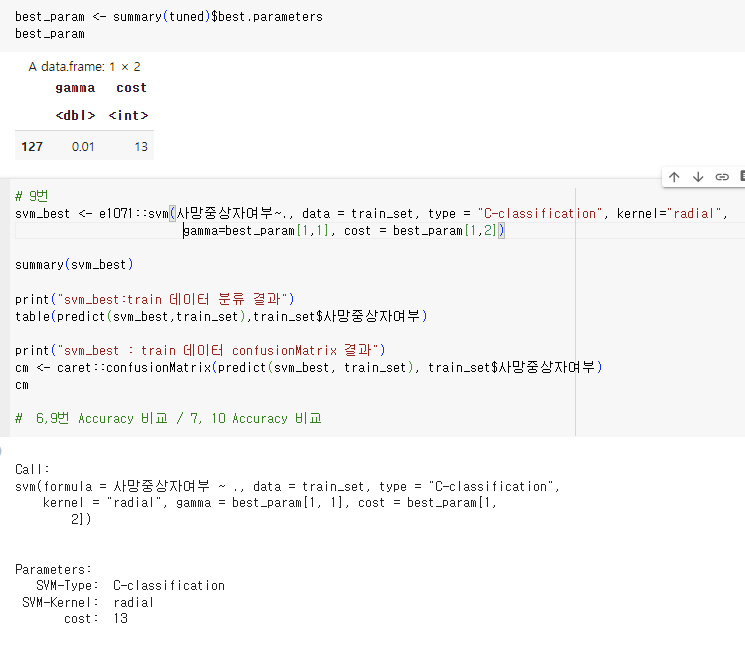 best_param <- summary(tuned)$best.parameters
best_param
A data.frame: 1 × 2
gamma cost
<dbl> <int>
127 0.01 13
# 9번
svm_best <- e1071::svm(사망중상자여부~., data = train_set, type = "C-classification", kernel="radial",
gamma=best_param[1,1], cost = best_param[1,2])
summary(svm_best)
print("svm_best:train 데이터 분류 결과")
table(predict(svm_best,train_set),train_set$사망중상자여부)
print("svm_best : train 데이터 confusionMatrix 결과")
cm <- caret::confusionMatrix(predict(svm_best, train_set), train_set$사망중상자여부)
cm
# 6,9번 Accuracy 비교 / 7, 10 Accuracy 비교
Call:
svm(formula = 사망중상자여부 ~ ., data = train_set, type = "C-classification",
kernel = "radial", gamma = best_param[1, 1], cost = best_param[1,
2])
Parameters:
SVM-Type: C-classification
SVM-Kernel: radial
cost: 13